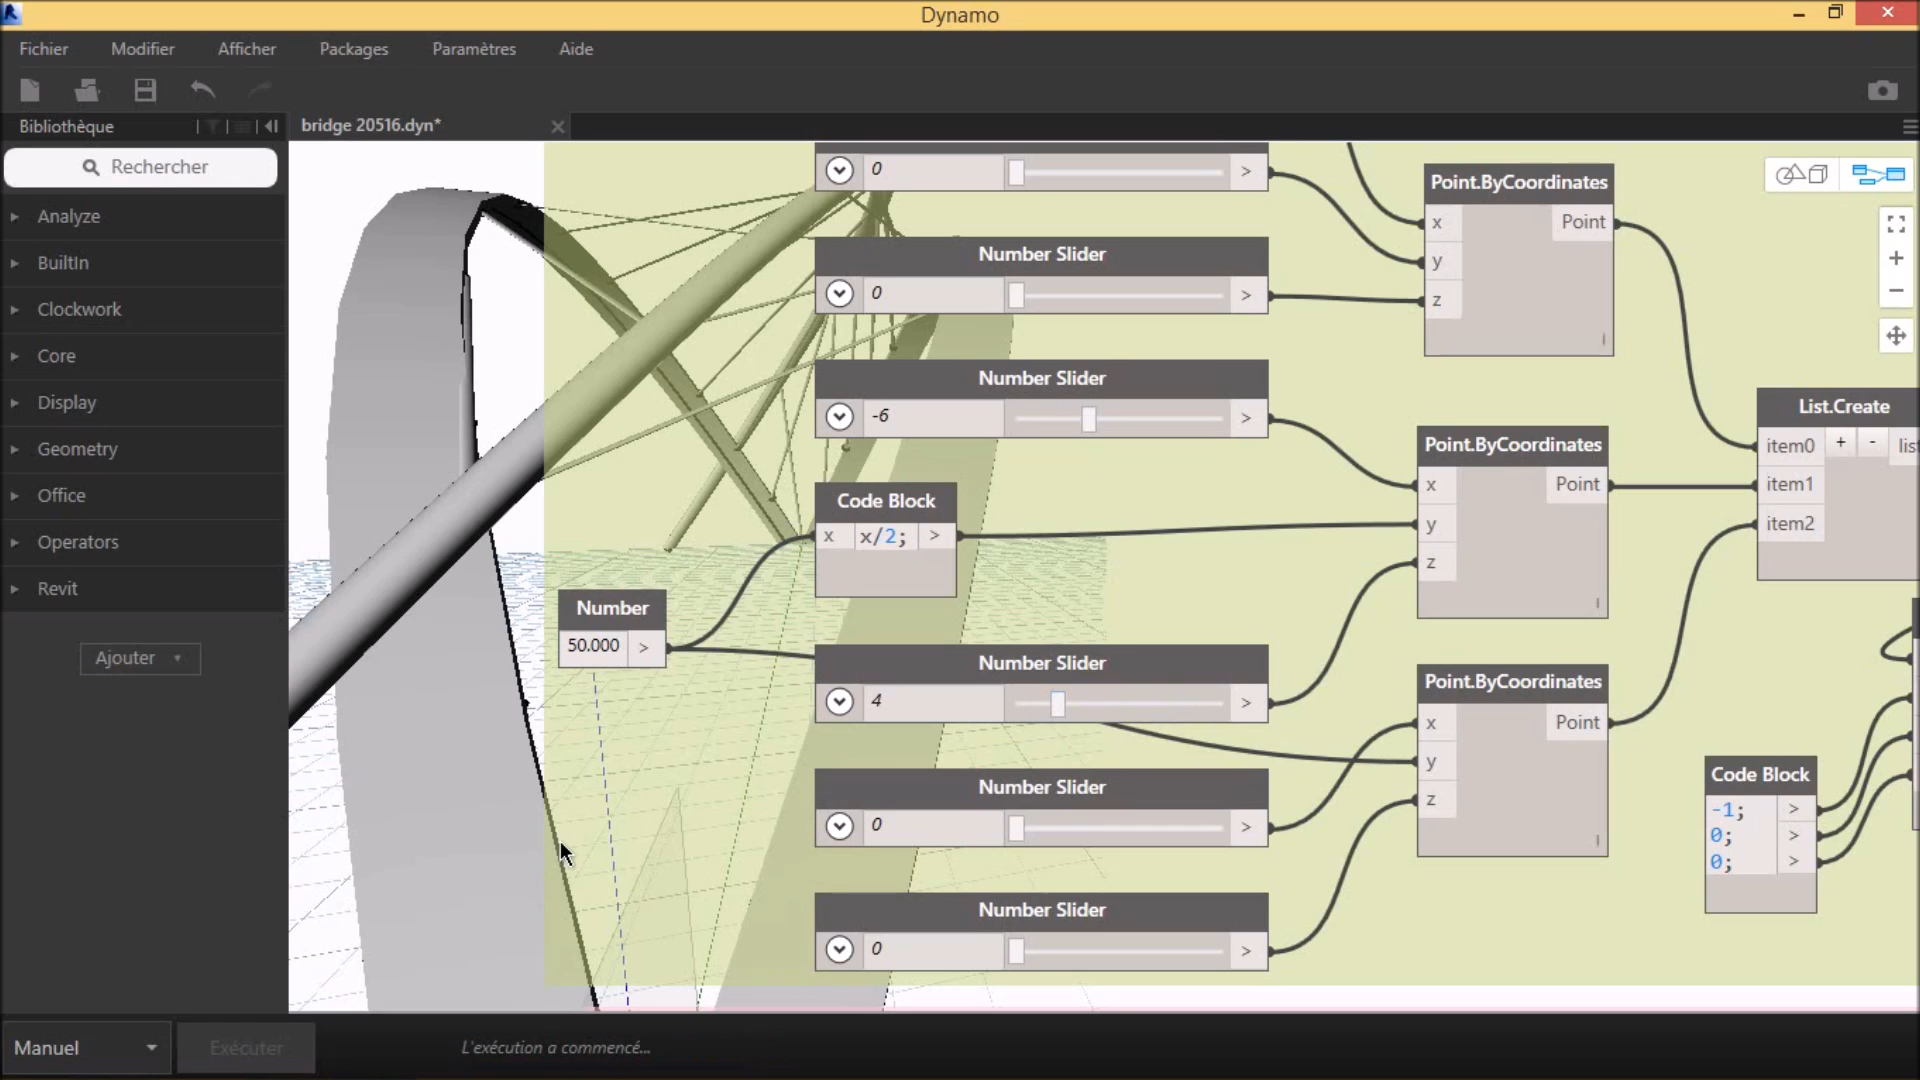 Dynamo
Fichier Modifier Afficher Packages Paramètres Aide
Bibliothèque
bridge 20516.dyn*
Rechercher
Analyze
BuiltIn
Clockwork
Core
Display
Geometry
Office
Operators
Revit
Ajouter
0 >
Number Slider
0 >
Number Slider
-6 >
Code Block
x x/2; >
Number
50.000 >
Number Slider
4 >
Number Slider
0 >
Number Slider
0 >
Point.ByCoordinates
x Point
y
z
Point.ByCoordinates
x Point
y
z
Point.ByCoordinates
x Point
y
z
List.Create
item0 + - list
item1
item2
Code Block
-1; >
0; >
0; >
Manuel Exécuter L'exécution a commencé...